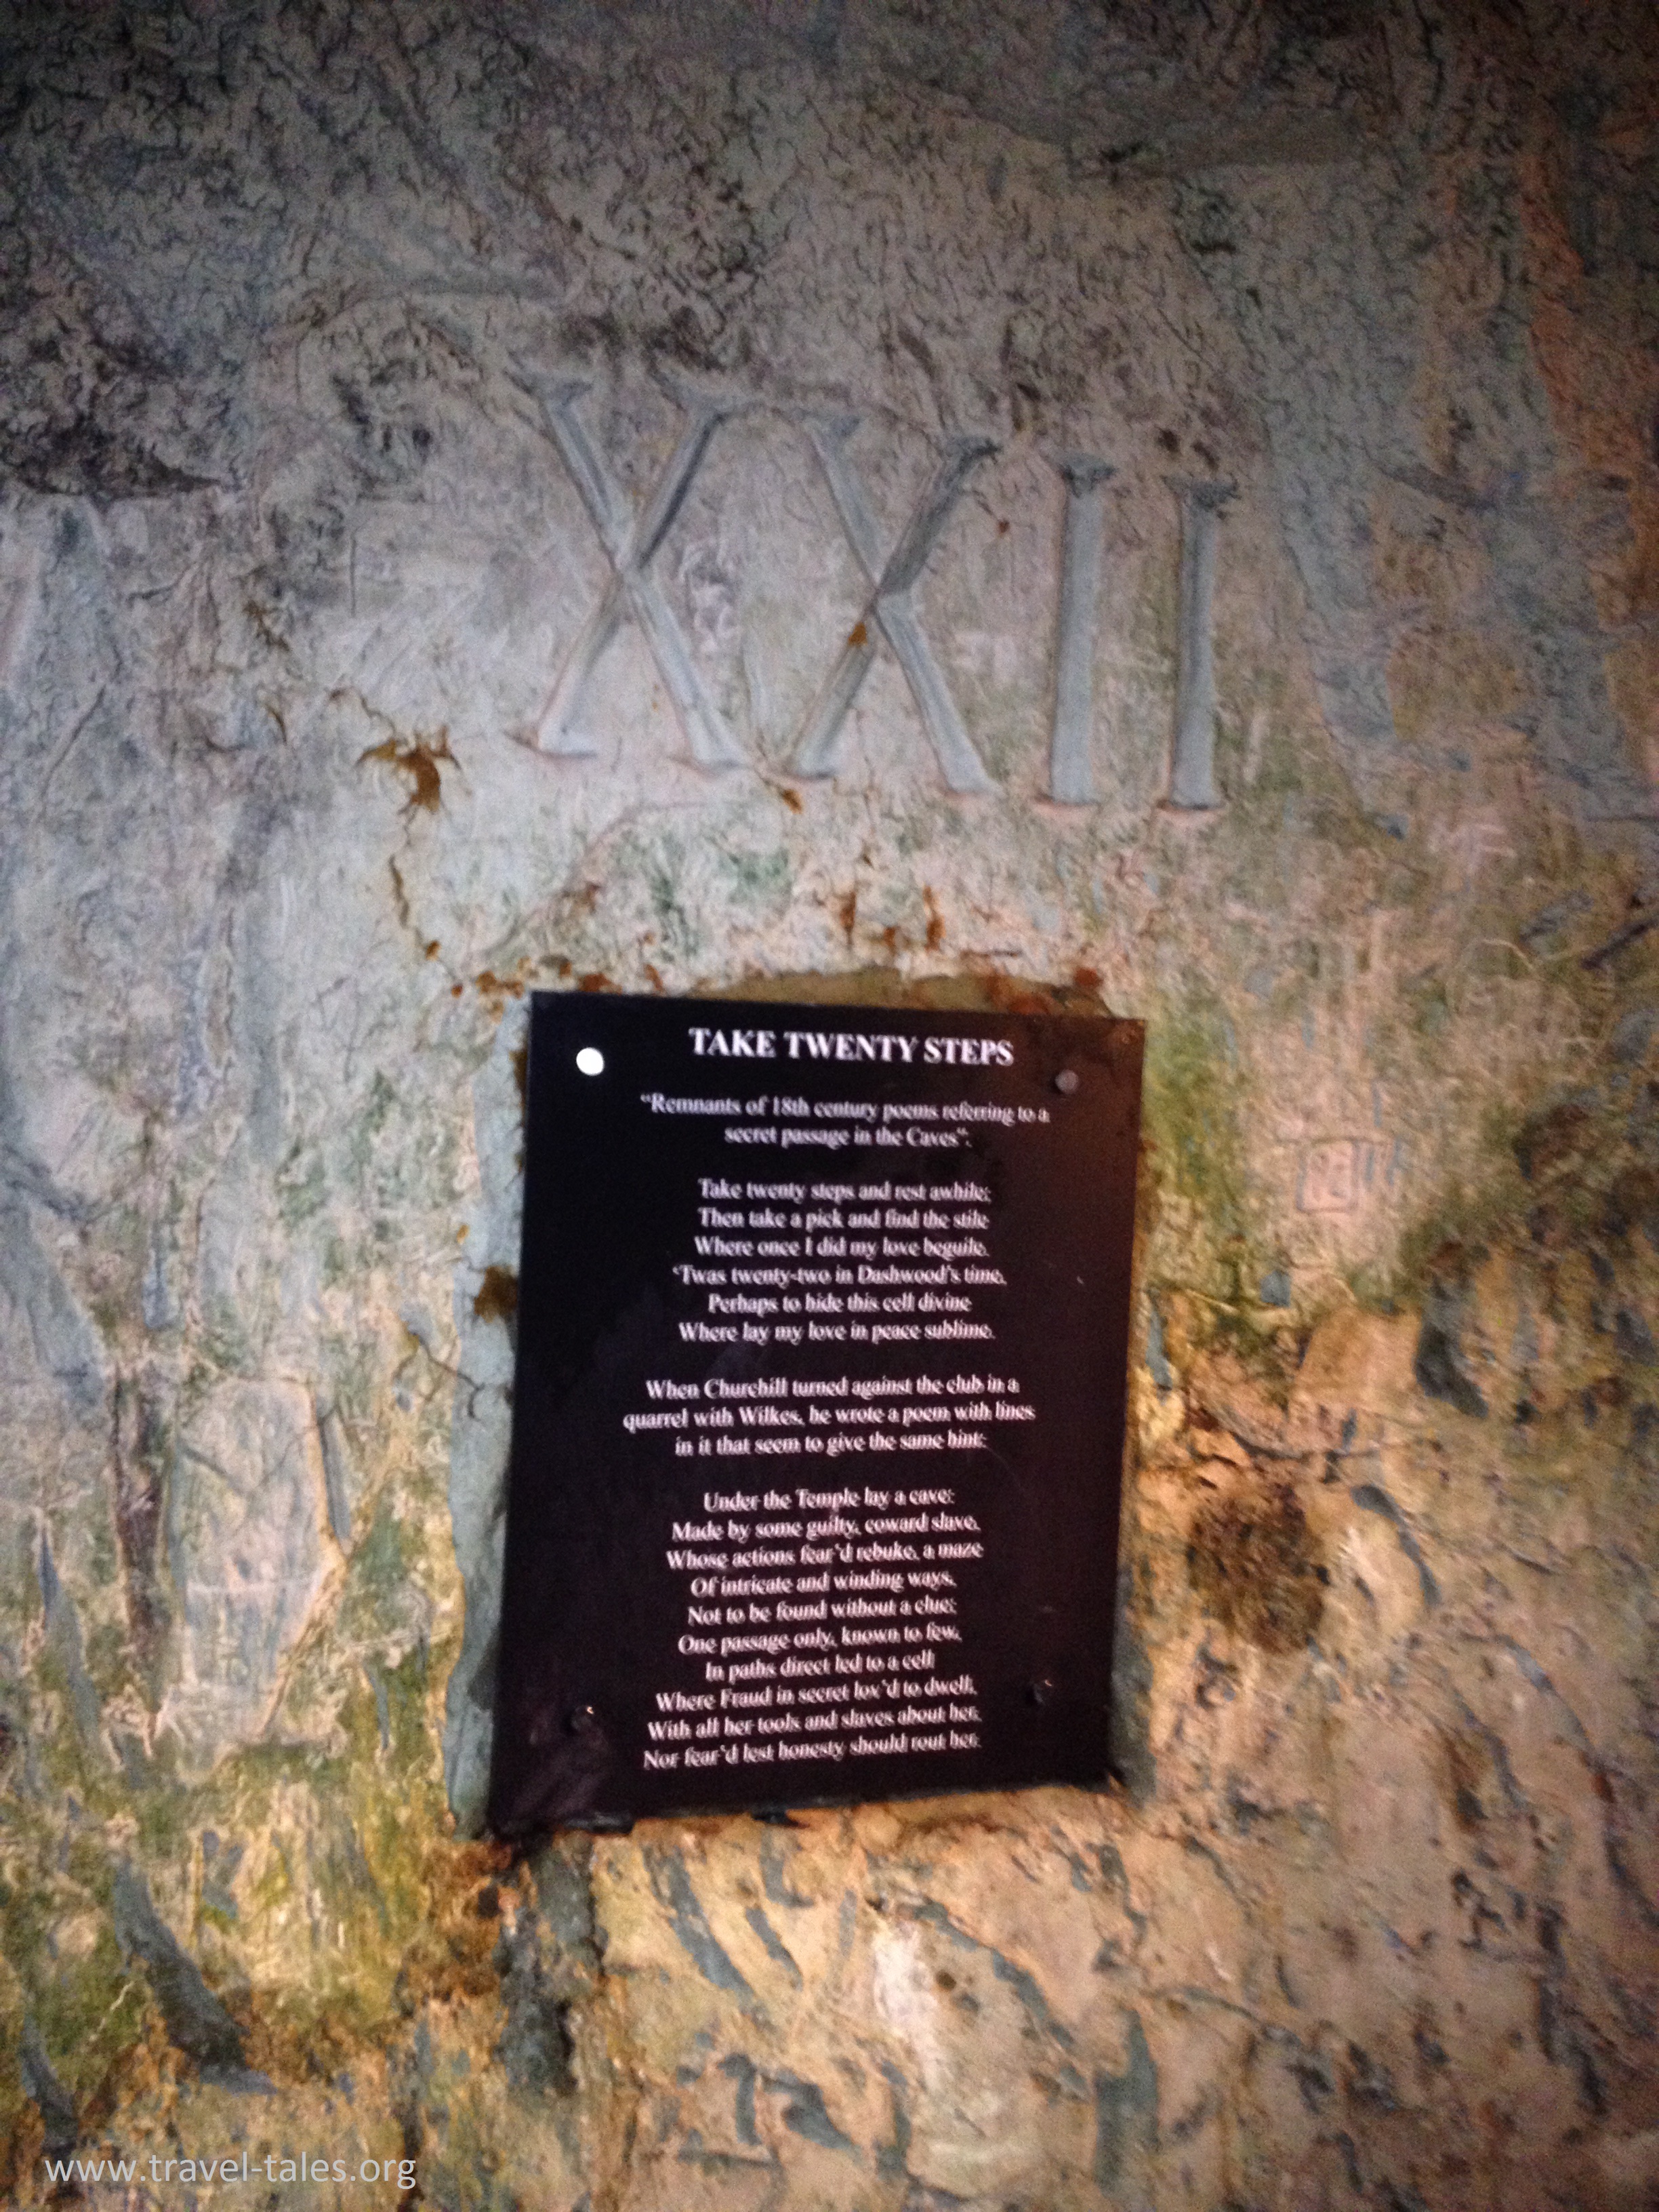 XXII
TAKE TWENTY STEPS
“Remnants of 18th century poems referring to a
secret passage in the Caves”.
Take twenty steps and rest awhile;
Then take a pick and find the stile
Where once I did my love beguile.
‘Twas twenty-two in Dashwood’s time,
Perhaps to hide this cell divine
Where lay my love in peace sublime.
When Churchill turned against the club in a
quarrel with Wilkes, he wrote a poem with lines
in it that seem to give the same hint:
Under the Temple lay a cave;
Made by some guilty, coward slave,
Whose actions fear’d rebuke, a maze
Of intricate and winding ways,
Not to be found without a clue;
One passage only, known to few,
In paths direct led to a cell
Where Fraud in secret lov’d to dwell,
With all her tools and slaves about her,
Nor fear’d lest honesty should rout her.
www.travel-tales.org